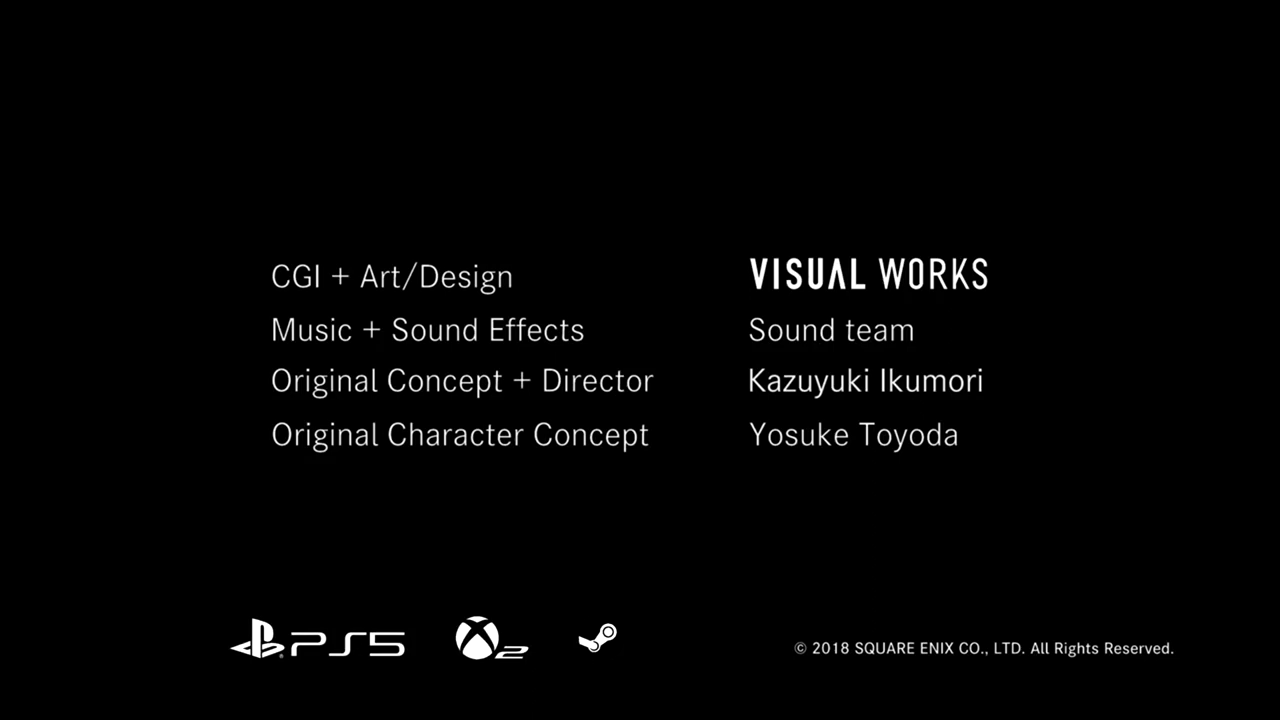 CGI + Art/Design VISUAL WORKS
Music + Sound Effects Sound team
Original Concept + Director Kazuyuki Ikumori
Original Character Concept Yosuke Toyoda
PS5 2 © 2018 SQUARE ENIX CO., LTD. All Rights Reserved.